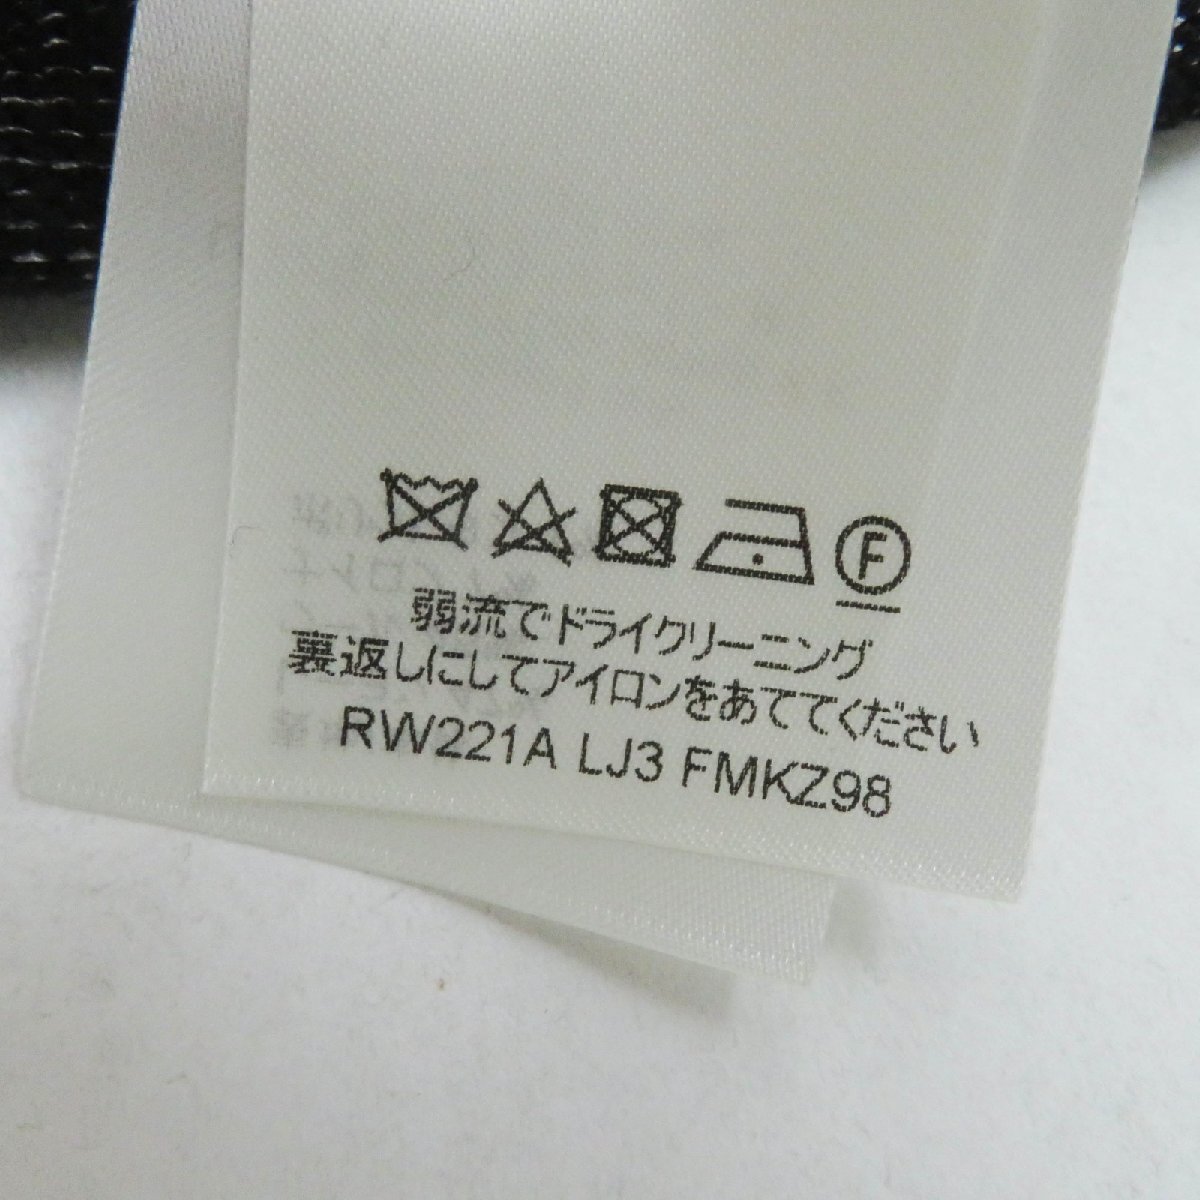 F
弱流でドライクリーニング
裏返しにしてアイロンをあててください
RW221A LJ3 FMKZ98